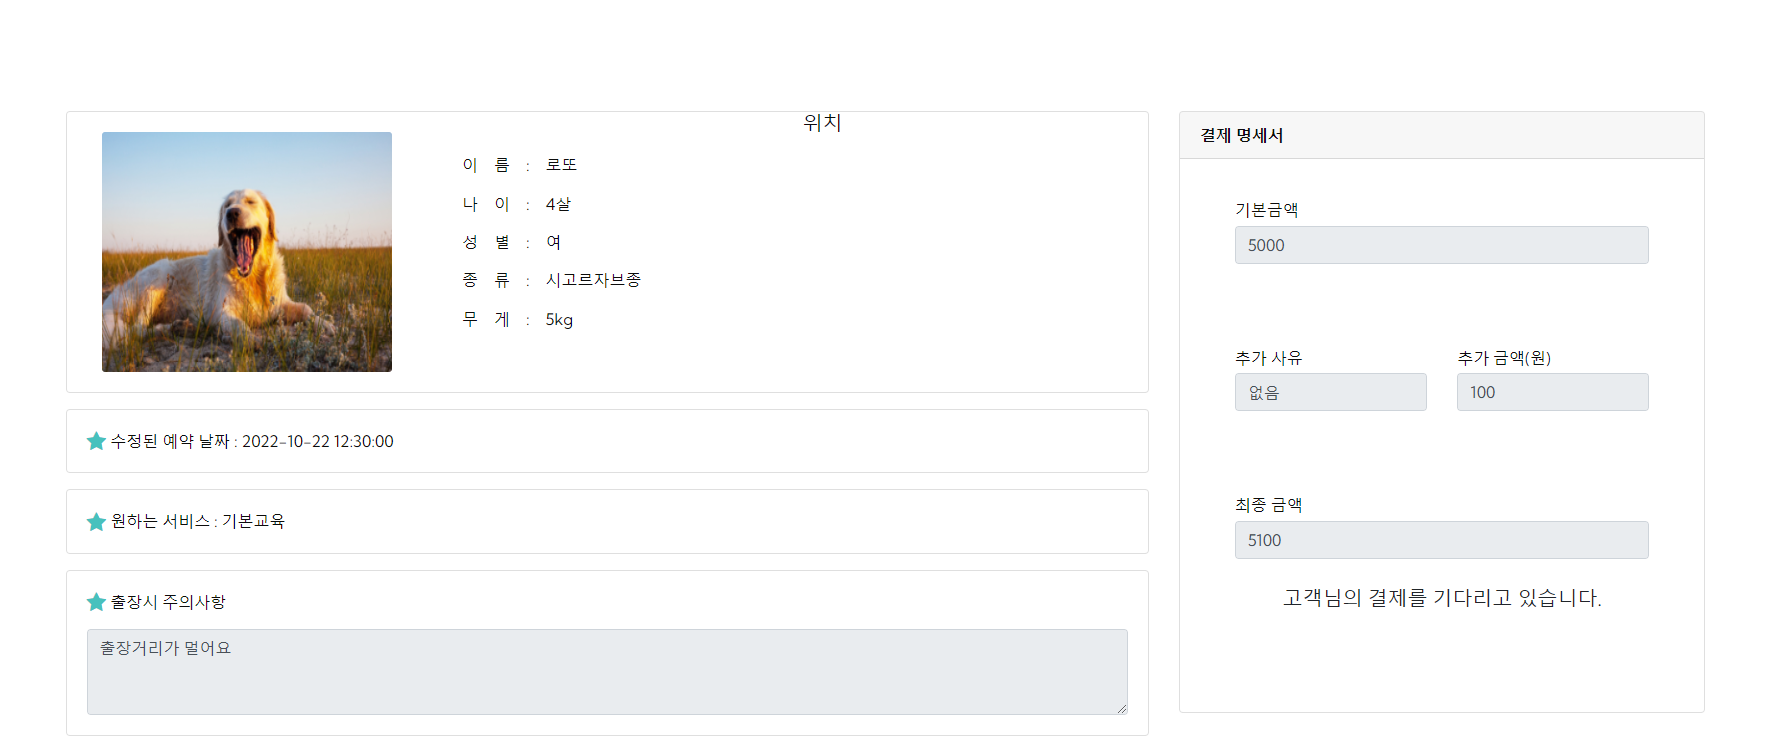 위치
이 름 : 로또
나 이 : 4살
성 별 : 여
종 류 : 시고르자브종
무 게 : 5kg
수정된 예약 날짜 : 2022-10-22 12:30:00
원하는 서비스 : 기본교육
출장시 주의사항
출장거리가 멀어요
결제 명세서
기본금액
5000
추가 사유 추가 금액(원)
없음 100
최종 금액
5100
고객님의 결제를 기다리고 있습니다.